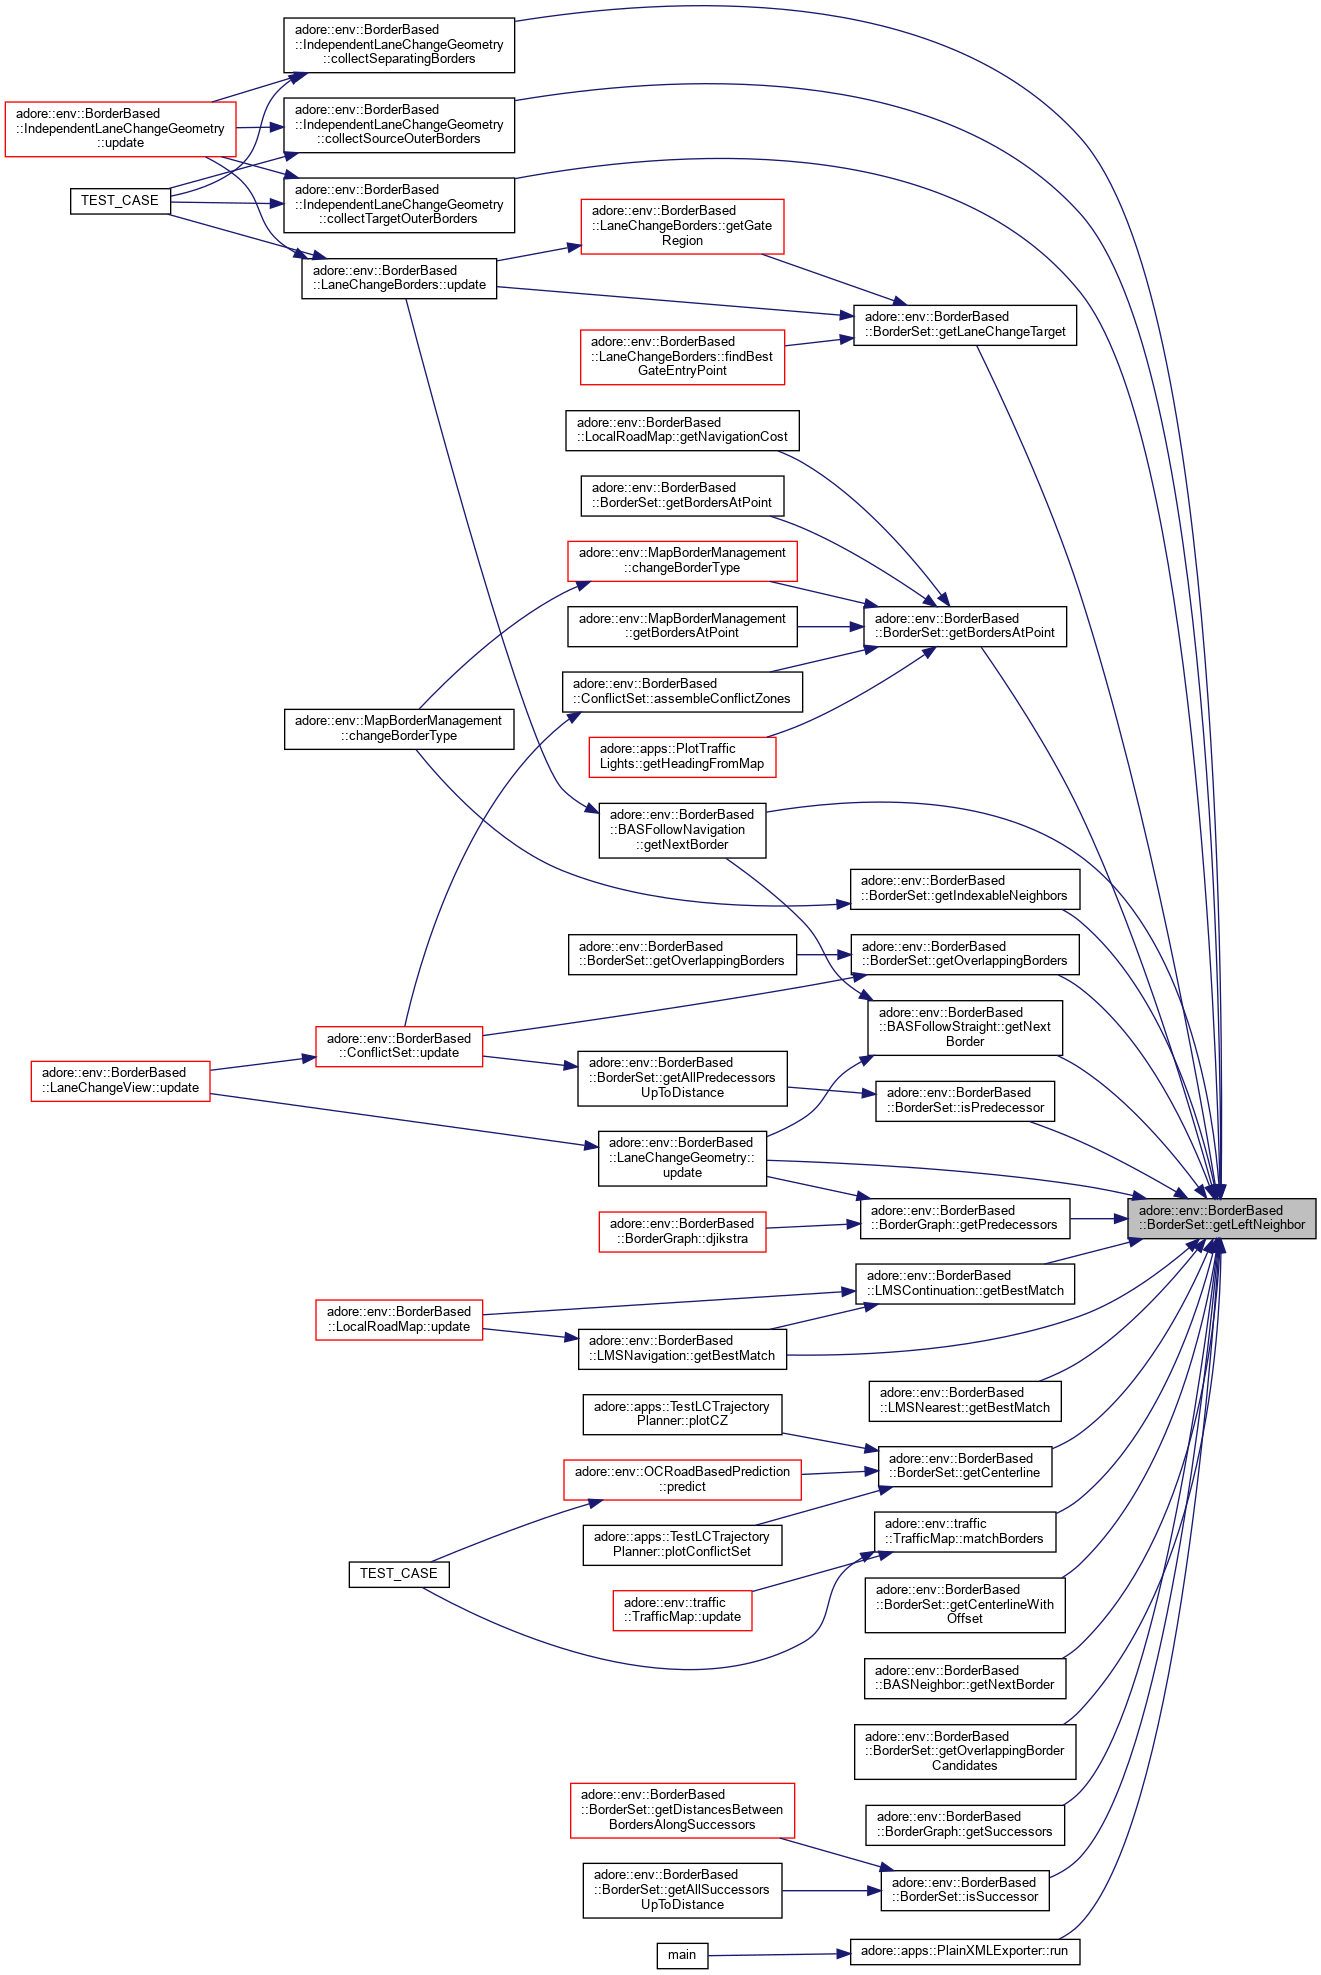 adore::env::BorderBased
::IndependentLaneChangeGeometry
::collectSeparatingBorders
adore::env::BorderBased
::IndependentLaneChangeGeometry
::collectSourceOuterBorders
adore::env::BorderBased
::IndependentLaneChangeGeometry
::update
TEST_CASE
adore::env::BorderBased
::IndependentLaneChangeGeometry
::collectTargetOuterBorders
adore::env::BorderBased
::LaneChangeBorders::getGate
Region
adore::env::BorderBased
::LaneChangeBorders::update
adore::env::BorderBased
::BorderSet::getLaneChangeTarget
adore::env::BorderBased
::LaneChangeBorders::findBest
GateEntryPoint
adore::env::BorderBased
::LocalRoadMap::getNavigationCost
adore::env::BorderBased
::BorderSet::getBordersAtPoint
adore::env::MapBorderManagement
::changeBorderType
adore::env::MapBorderManagement
::getBordersAtPoint
adore::env::BorderBased
::BorderSet::getBordersAtPoint
adore::env::BorderBased
::ConflictSet::assembleConflictZones
adore::env::MapBorderManagement
::changeBorderType
adore::apps::PlotTraffic
Lights::getHeadingFromMap
adore::env::BorderBased
::BASFollowNavigation
::getNextBorder
adore::env::BorderBased
::BorderSet::getIndexableNeighbors
adore::env::BorderBased
::BorderSet::getOverlappingBorders
adore::env::BorderBased
::BorderSet::getOverlappingBorders
adore::env::BorderBased
::BASFollowStraight::getNext
Border
adore::env::BorderBased
::ConflictSet::update
adore::env::BorderBased
::LaneChangeView::update
adore::env::BorderBased
::BorderSet::getAllPredecessors
UpToDistance
adore::env::BorderBased
::BorderSet::isPredecessor
adore::env::BorderBased
::LaneChangeGeometry::
update
adore::env::BorderBased
::BorderGraph::djikstra
adore::env::BorderBased
::BorderGraph::getPredecessors
adore::env::BorderBased
::BorderSet::getLeftNeighbor
adore::env::BorderBased
::LMSContinuation::getBestMatch
adore::env::BorderBased
::LocalRoadMap::update
adore::env::BorderBased
::LMSNavigation::getBestMatch
adore::env::BorderBased
::LMSNearest::getBestMatch
adore::apps::TestLCTrajectory
Planner::plotCZ
adore::env::BorderBased
::BorderSet::getCenterline
adore::env::OCRoadBasedPrediction
::predict
adore::apps::TestLCTrajectory
Planner::plotConflictSet
adore::env::traffic
::TrafficMap::matchBorders
TEST_CASE
adore::env::traffic
::TrafficMap::update
adore::env::BorderBased
::BorderSet::getCenterlineWith
Offset
adore::env::BorderBased
::BASNeighbor::getNextBorder
adore::env::BorderBased
::BorderSet::getOverlappingBorder
Candidates
adore::env::BorderBased
::BorderSet::getDistancesBetween
BordersAlongSuccessors
adore::env::BorderBased
::BorderGraph::getSuccessors
adore::env::BorderBased
::BorderSet::getAllSuccessors
UpToDistance
adore::env::BorderBased
::BorderSet::isSuccessor
main
adore::apps::PlainXMLExporter::run